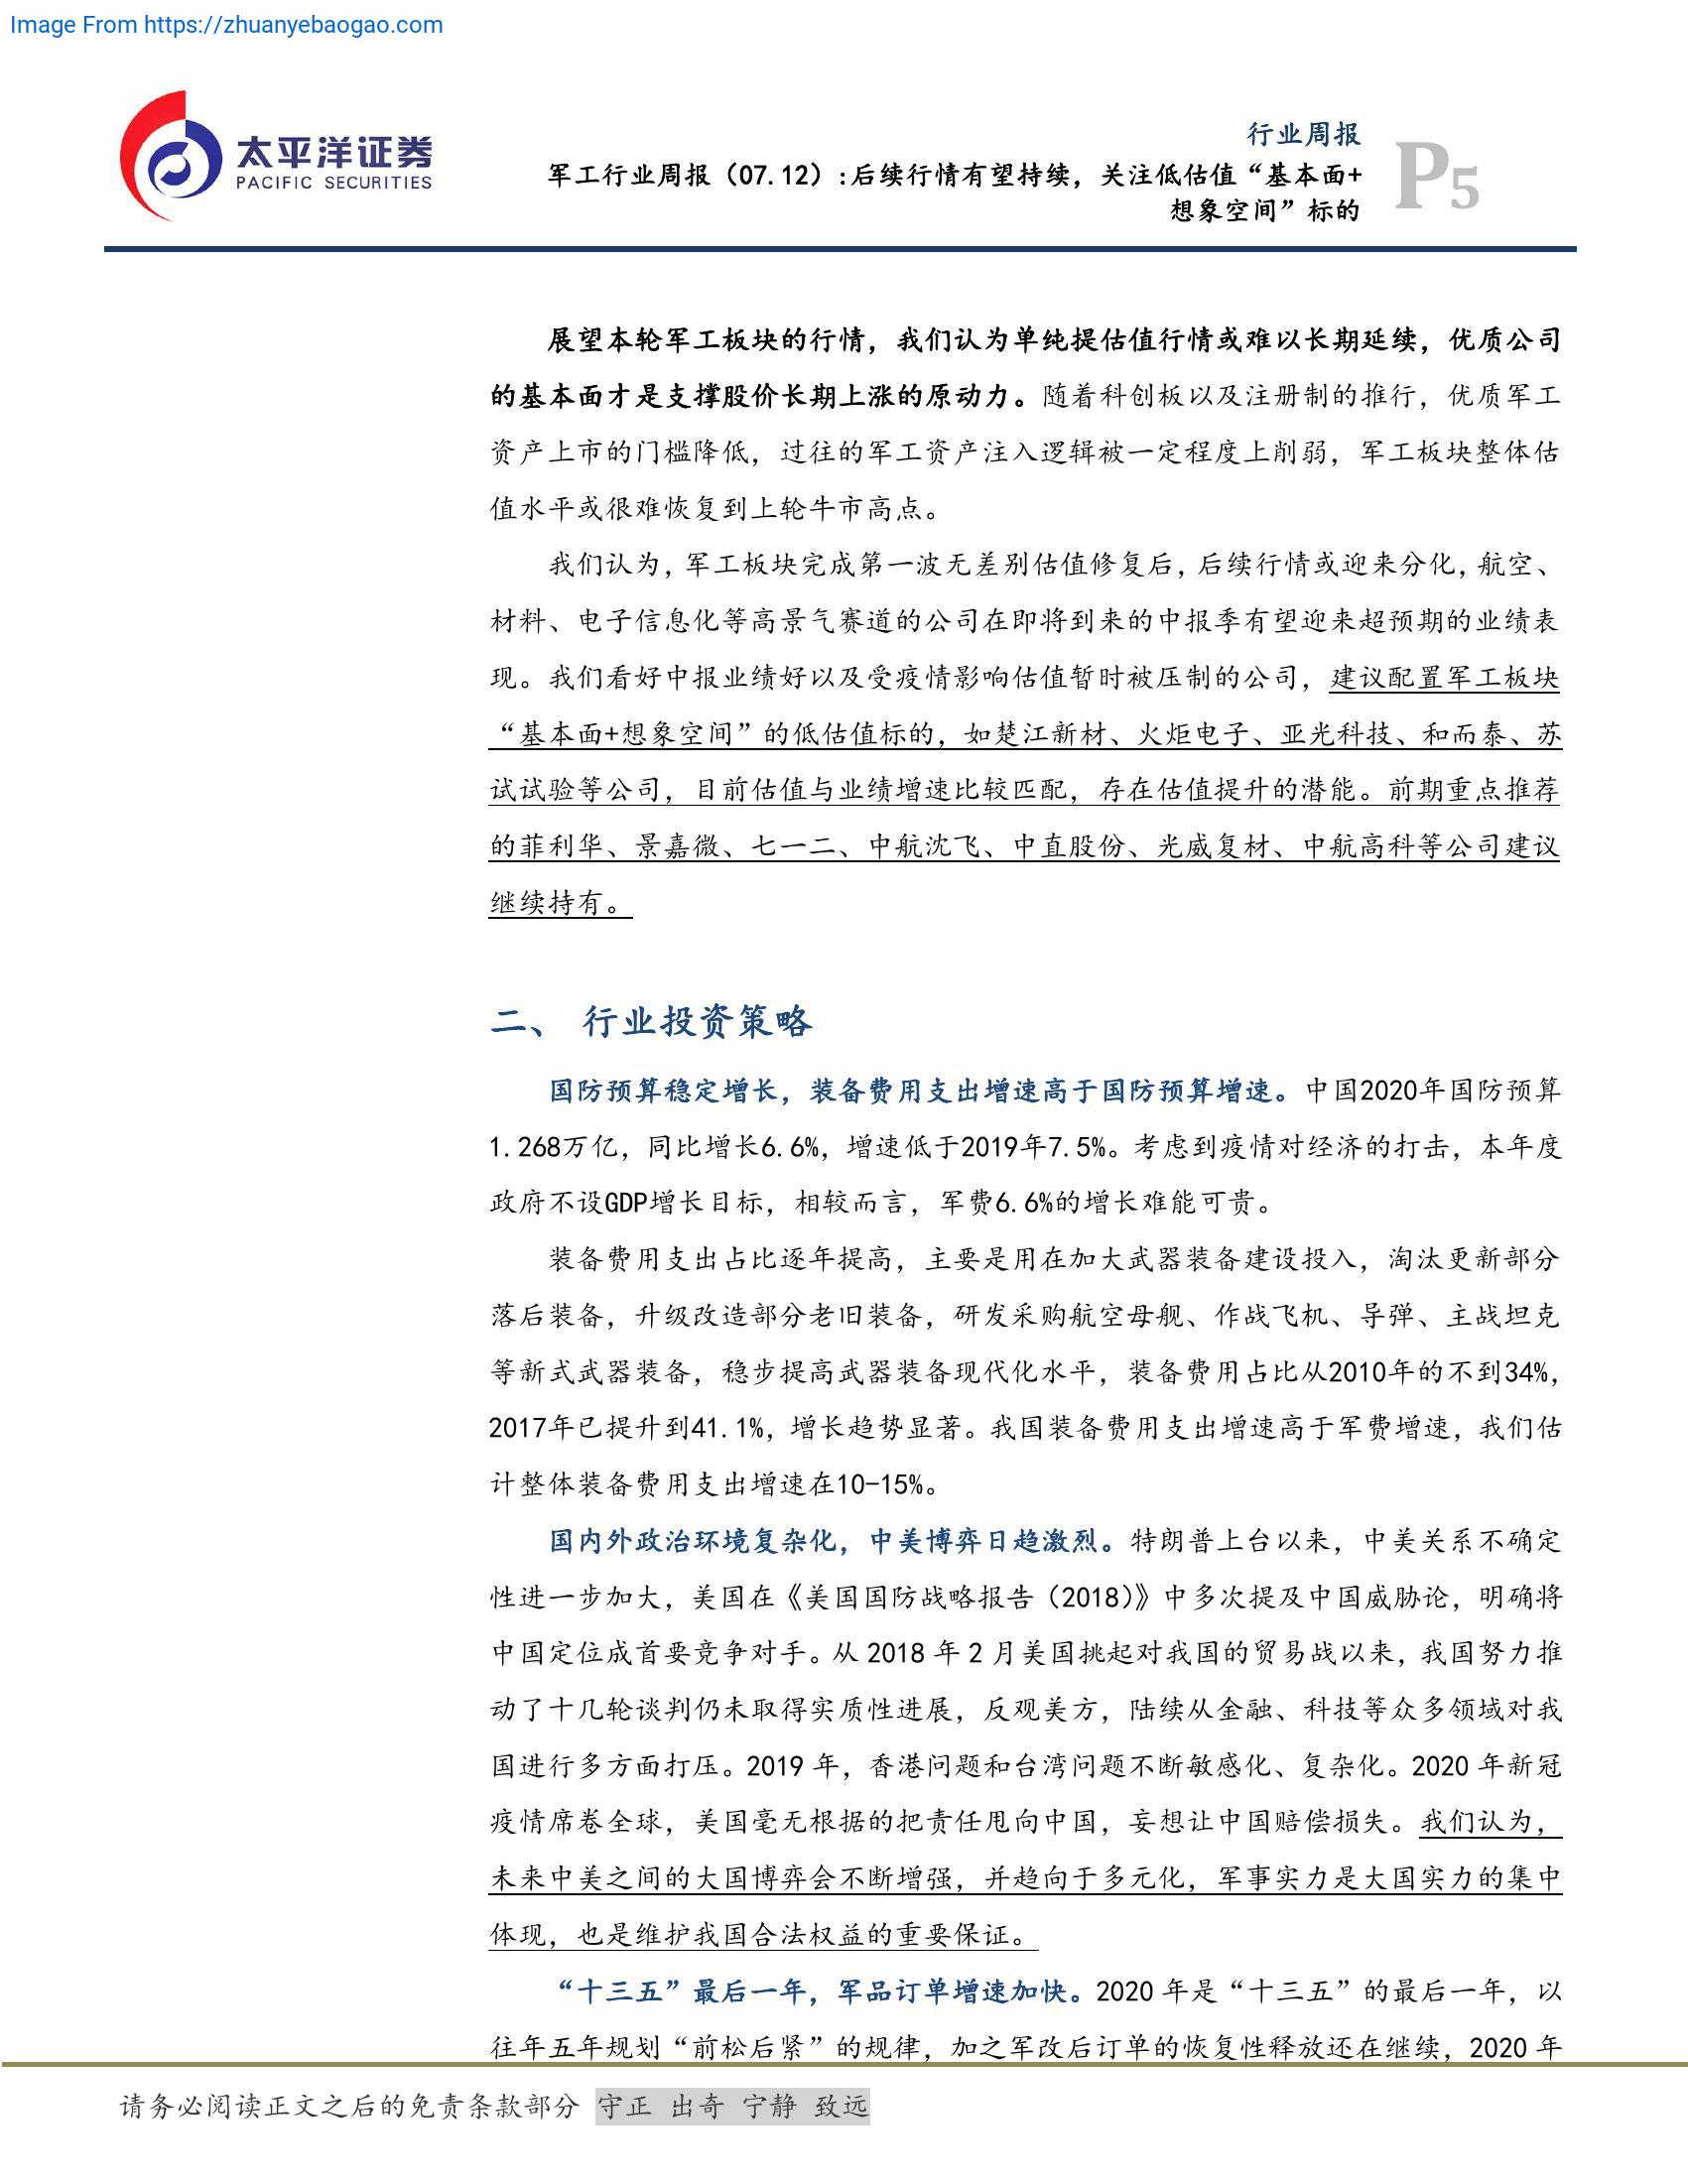 Image From https://zhuanyebaogao.com
太平洋证券
PACIFIC SECURITIES
行业周报
军工行业周报（07.12）:后续行情有望持续，关注低估值“基本面+
想象空间”标的
P5
展望本轮军工板块的行情，我们认为单纯提估值行情或难以长期延续，优质公司
的基本面才是支撑股价长期上涨的原动力。随着科创板以及注册制的推行，优质军工
资产上市的门槛降低，过往的军工资产注入逻辑被一定程度上削弱，军工板块整体估
值水平或很难恢复到上轮牛市高点。
我们认为，军工板块完成第一波无差别估值修复后，后续行情或迎来分化，航空、
材料、电子信息化等高景气赛道的公司在即将到来的中报季有望迎来超预期的业绩表
现。我们看好中报业绩好以及受疫情影响估值暂时被压制的公司，建议配置军工板块
“基本面+想象空间”的低估值标的，如楚江新材、火炬电子、亚光科技、和而泰、苏
试试验等公司，目前估值与业绩增速比较匹配，存在估值提升的潜能。前期重点推荐
的菲利华、景嘉微、七一二、中航沈飞、中直股份、光威复材、中航高科等公司建议
继续持有。
二、 行业投资策略
国防预算稳定增长，装备费用支出增速高于国防预算增速。中国2020年国防预算
1.268万亿，同比增长6.6%，增速低于2019年7.5%。考虑到疫情对经济的打击，本年度
政府不设GDP增长目标，相较而言，军费6.6%的增长难能可贵。
装备费用支出占比逐年提高，主要是用在加大武器装备建设投入，淘汰更新部分
落后装备，升级改造部分老旧装备，研发采购航空母舰、作战飞机、导弹、主战坦克
等新式武器装备，稳步提高武器装备现代化水平，装备费用占比从2010年的不到34%，
2017年已提升到41.1%，增长趋势显著。我国装备费用支出增速高于军费增速，我们估
计整体装备费用支出增速在10-15%。
国内外政治环境复杂化，中美博弈日趋激烈。特朗普上台以来，中美关系不确定
性进一步加大，美国在《美国国防战略报告（2018）》中多次提及中国威胁论，明确将
中国定位成首要竞争对手。从 2018 年 2 月美国挑起对我国的贸易战以来，我国努力推
动了十几轮谈判仍未取得实质性进展，反观美方，陆续从金融、科技等众多领域对我
国进行多方面打压。2019 年，香港问题和台湾问题不断敏感化、复杂化。2020 年新冠
疫情席卷全球，美国毫无根据的把责任甩向中国，妄想让中国赔偿损失。我们认为，
未来中美之间的大国博弈会不断增强，并趋向于多元化，军事实力是大国实力的集中
体现，也是维护我国合法权益的重要保证。
“十三五”最后一年，军品订单增速加快。2020 年是“十三五”的最后一年，以
往年五年规划“前松后紧”的规律，加之军改后订单的恢复性释放还在继续，2020 年
请务必阅读正文之后的免责条款部分 守正 出奇 宁静 致远